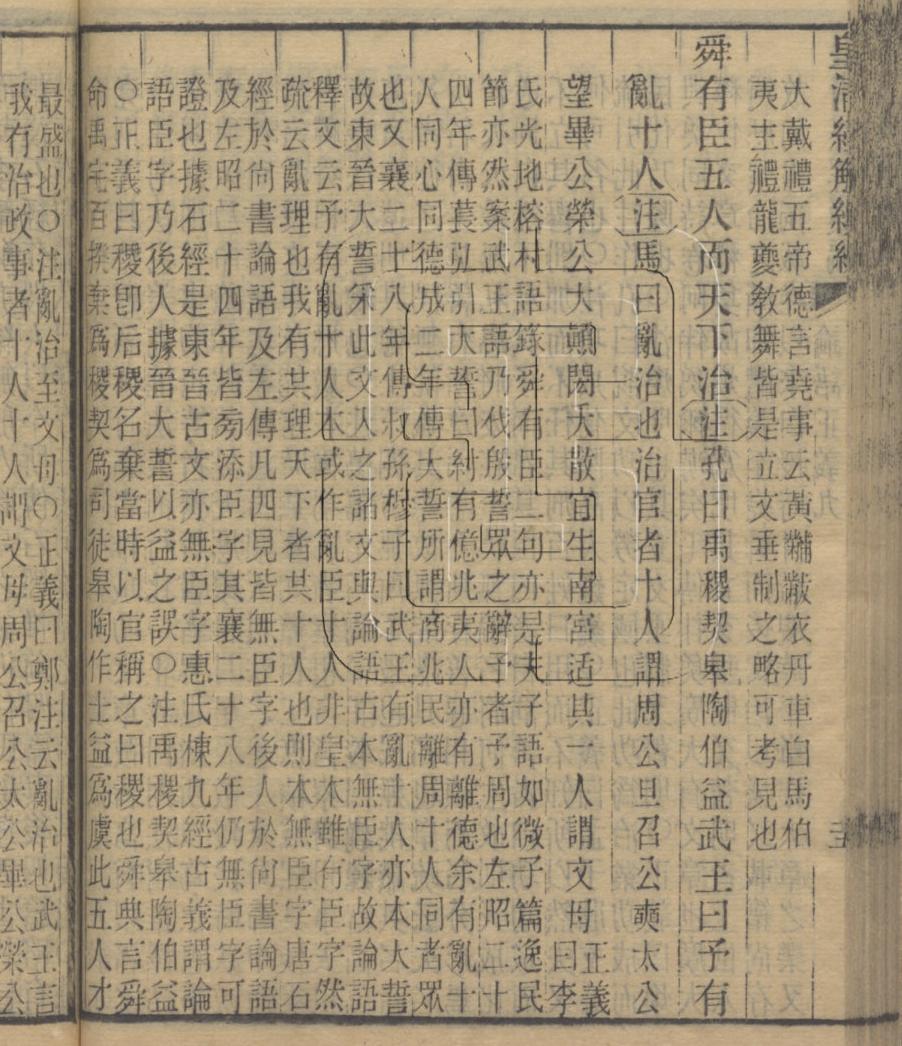 皇清經解續編
大戴禮五帝德言堯事云黃黼黻衣丹車白馬伯
夷主禮龍夔敎舞皆是立文垂制之略可考見也
舜有臣五人而天下治注孔曰禹稷契皋陶伯益武王曰予有
亂十人注馬曰亂治也治官者十人謂周公旦召公奭太公
望畢公榮公大顛閎夭散宜生南宮适其一人謂文母正義曰李
氏光地榕村語錄舜有臣二句亦是夫子語如微子篇逸民
節亦然案武王語乃伐殷誓眾之辭予者予周也左昭二十
四年傳萇弘引大誓曰紂有億兆夷人亦有離德余有亂十
人同心同德成二年傳大誓所謂商兆民離周十人同者眾
也又襄二十八年傳叔孫穆子曰武王有亂十人亦本大誓
故東晉大誓采此文入之諸文與論語古本無臣字故論語
釋文云予有亂十人本或作亂臣十人非皇本雖有臣字然
疏云亂理也我有其理天下者共十人也則本無臣字唐石
經於尚書論語及左傳凡四見皆無臣字後人於尚書論語
及左昭二十四年皆旁添臣字其襄二十八年仍無臣字可
證也據石經是東晉古文亦無臣字惠氏棟九經古義謂論
語臣字乃後人據晉大誓以益之誤○注禹稷契皋陶伯益
○正義曰稷卽后稷名棄當時以官稱之曰稷也舜典言舜
命禹宅百揆棄爲稷契爲司徒皋陶作士益爲虞此五人才
最盛也○注亂治至文母○正義曰鄭注云亂治也武王言
我有治政事者十人十人謂文母周公召公太公畢公榮公